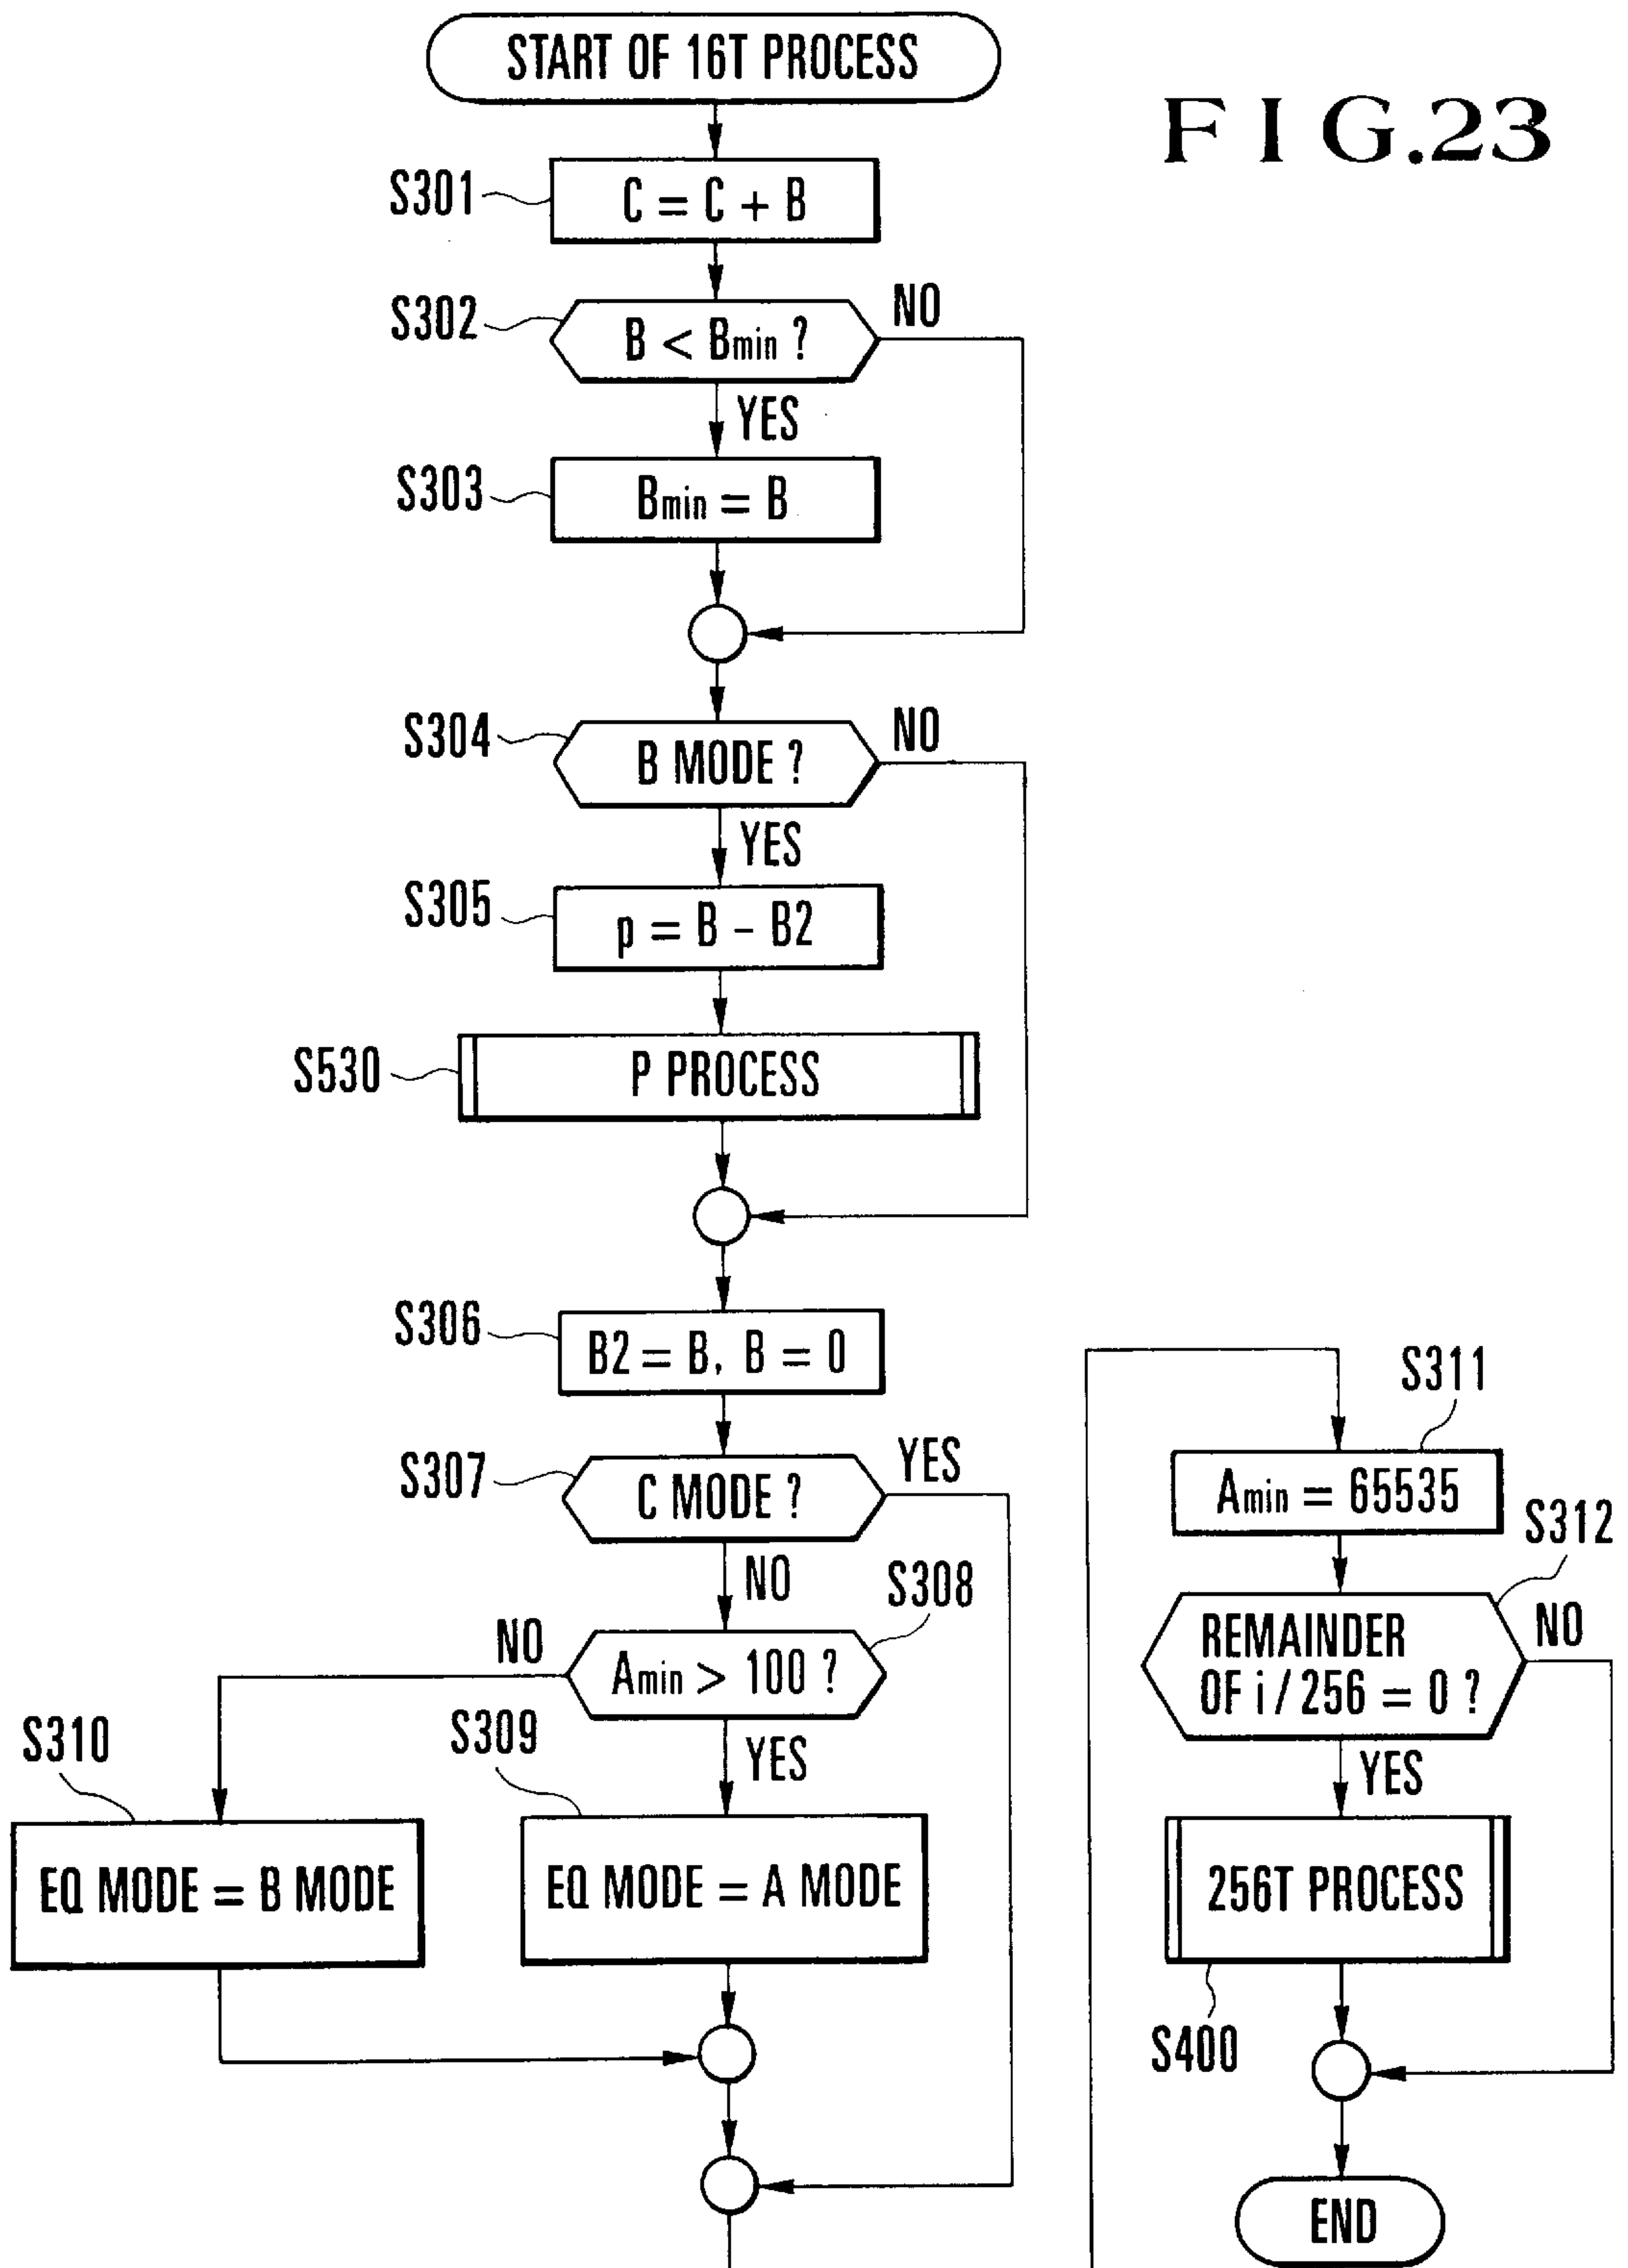 START OF 16T PROCESS
FIG.23
S301
C = C + B
S302
B < Bmin ?
NO
YES
S303
Bmin = B
S304
B MODE ?
NO
YES
S305
p = B - B2
S530
P PROCESS
S306
B2 = B, B = 0
S307
C MODE ?
YES
NO
S308
Amin > 100 ?
NO
YES
S310
EQ MODE = B MODE
S309
EQ MODE = A MODE
S311
Amin = 65535
S312
REMAINDER
OF i / 256 = 0 ?
NO
YES
256T PROCESS
S400
END